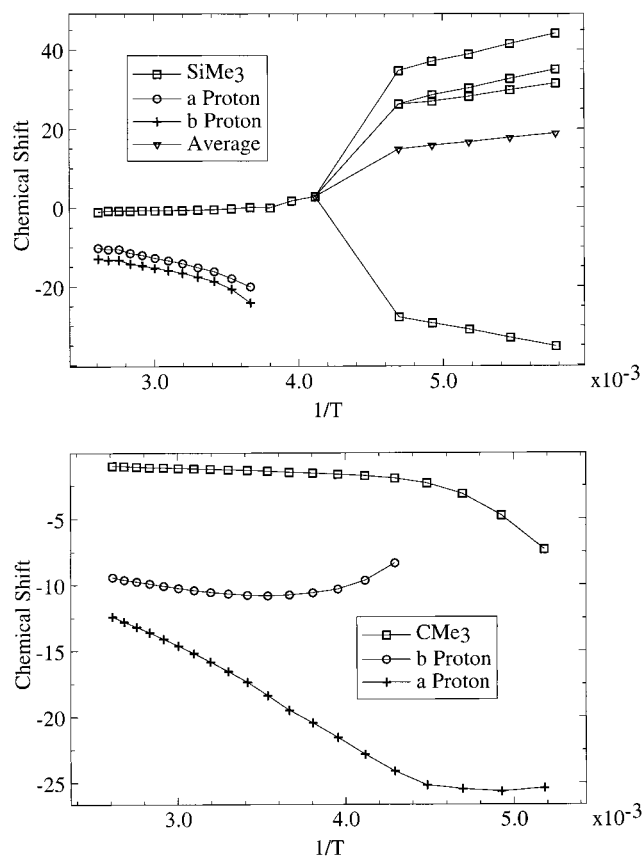 40
20
0
-20
Chemical Shift
SiMe3
a Proton
b Proton
Average
3.0
4.0
5.0
x10-3
1/T
-5
-10
-15
-20
-25
Chemical Shift
CMe3
b Proton
a Proton
3.0
4.0
5.0
x10-3
1/T